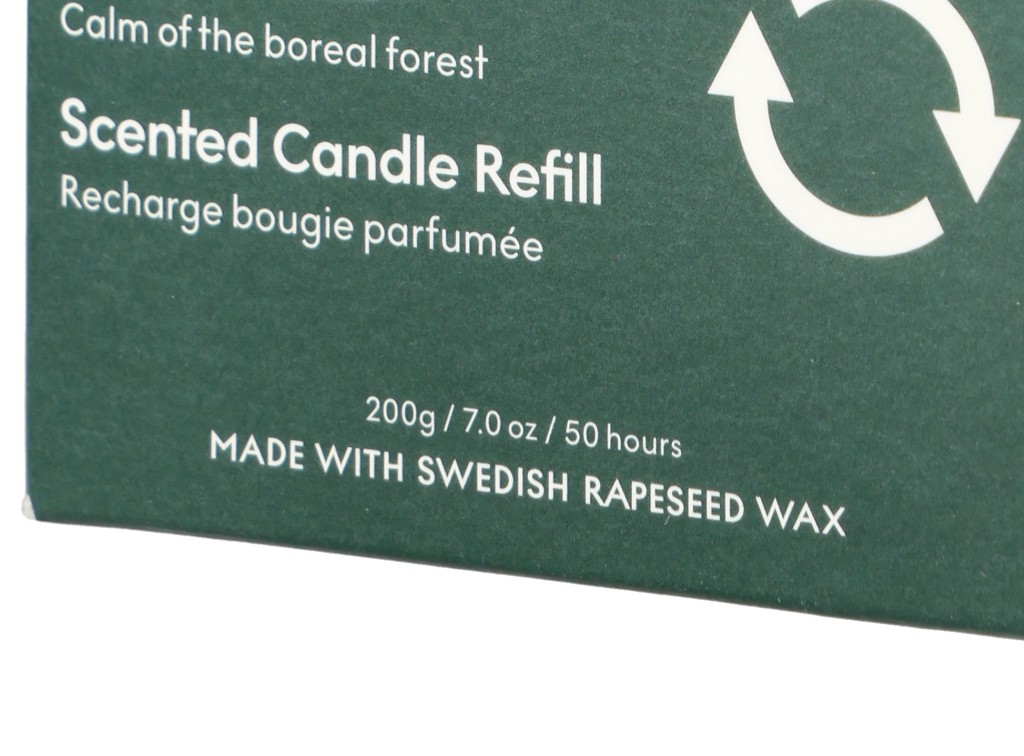 Calm of the boreal forest
Scented Candle Refill
Recharge bougie parfumée
200g / 7.0 oz / 50 hours
MADE WITH SWEDISH RAPESEED WAX